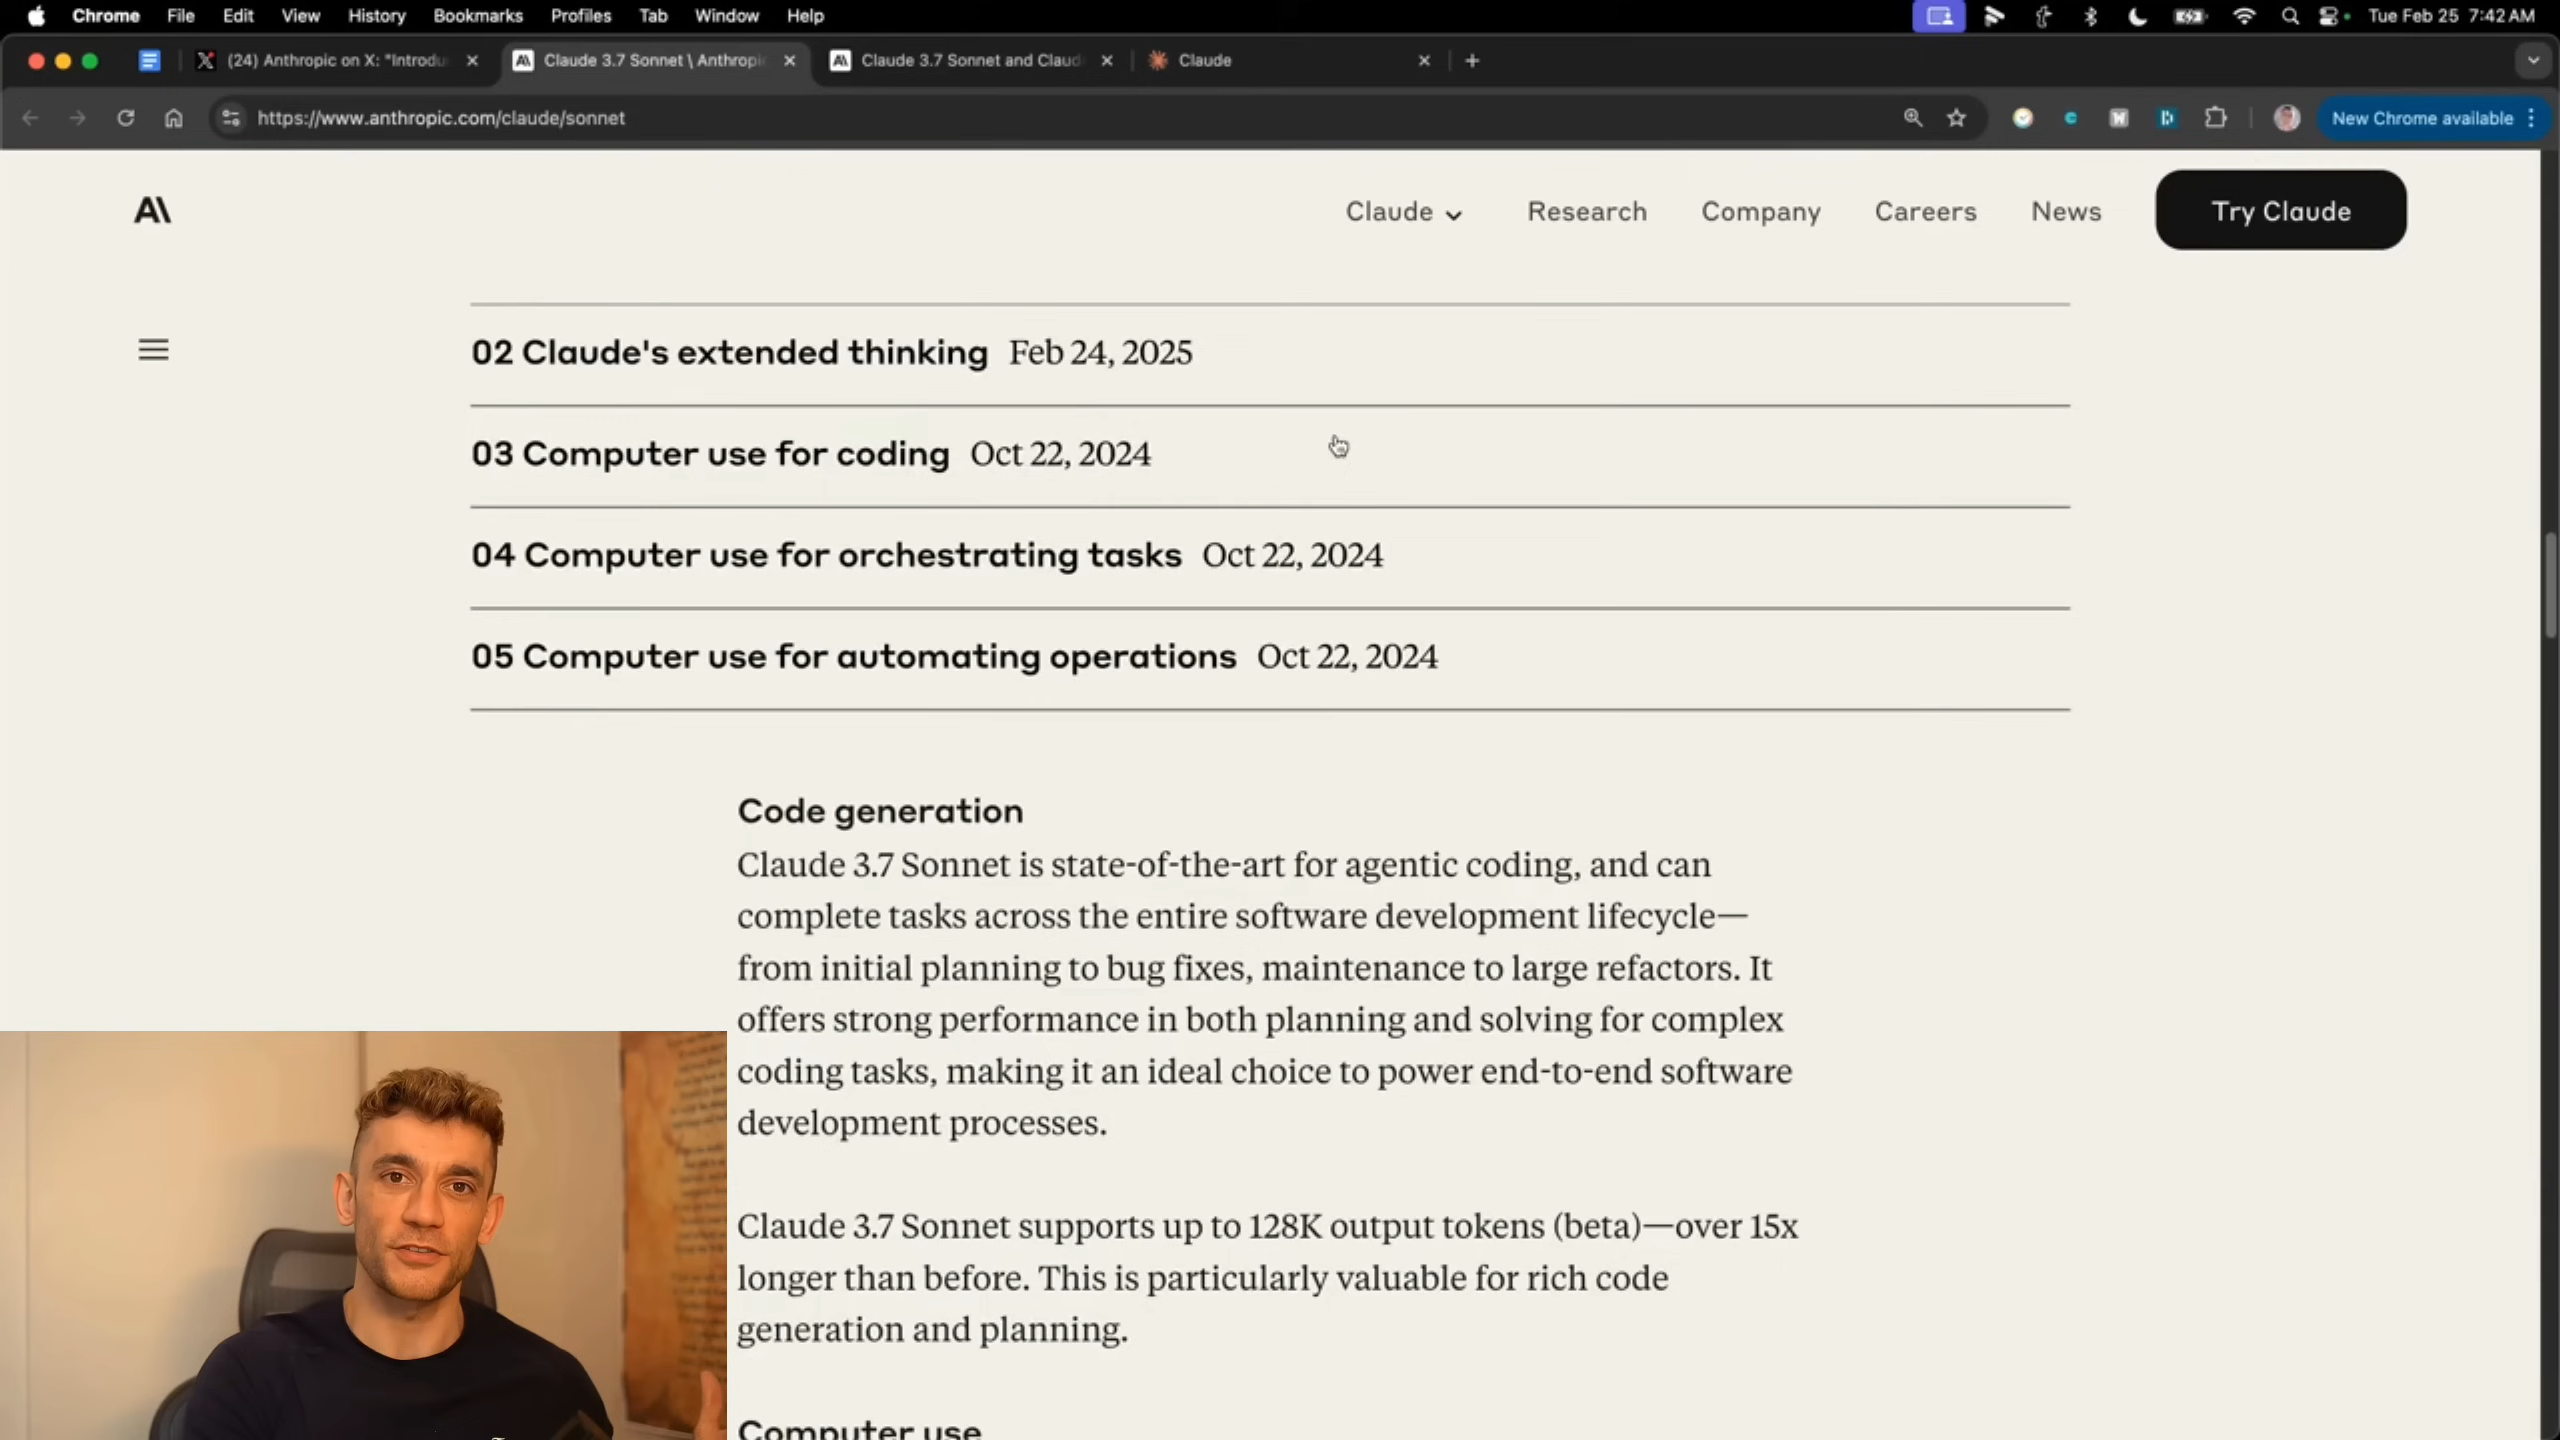 Chrome File Edit View History Bookmarks Profiles Tab Window Help Tue Feb 25 7:42 AM
(24) Anthropic on X: "Introdu Claude 3.7 Sonnet \ Anthropi Claude 3.7 Sonnet and Claud Claude
https://www.anthropic.com/claude/sonnet New Chrome available
A\ Claude Research Company Careers News Try Claude
02 Claude's extended thinking Feb 24, 2025
03 Computer use for coding Oct 22, 2024
04 Computer use for orchestrating tasks Oct 22, 2024
05 Computer use for automating operations Oct 22, 2024
Code generation
Claude 3.7 Sonnet is state-of-the-art for agentic coding, and can
complete tasks across the entire software development lifecycle—
from initial planning to bug fixes, maintenance to large refactors. It
offers strong performance in both planning and solving for complex
coding tasks, making it an ideal choice to power end-to-end software
development processes.
Claude 3.7 Sonnet supports up to 128K output tokens (beta)—over 15x
longer than before. This is particularly valuable for rich code
generation and planning.
Computer use